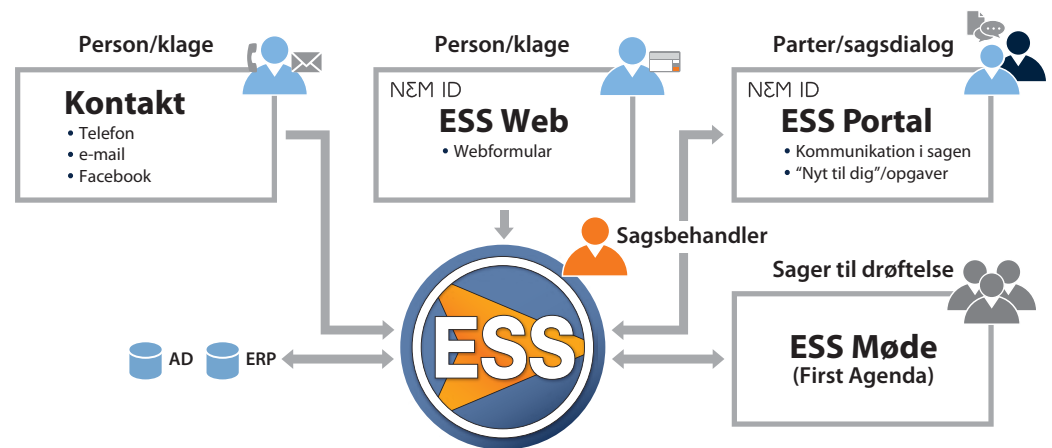 Person/klage
Kontakt
• Telefon
• e-mail
• Facebook
Person/klage
NEM ID
ESS Web
• Webformular
Parter/sagsdialog
NEM ID
ESS Portal
• Kommunikation i sagen
• “Nyt til dig”/opgaver
Sagsbehandler
ESS
AD
ERP
Sager til drøftelse
ESS Møde
(First Agenda)